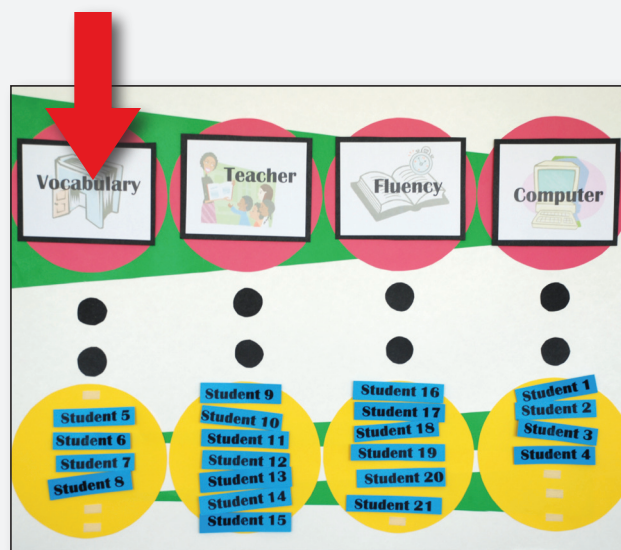 Vocabulary
Teacher
Fluency
Computer
Student 5
Student 6
Student 7
Student 8
Student 9
Student 10
Student 11
Student 12
Student 13
Student 14
Student 15
Student 16
Student 17
Student 18
Student 19
Student 20
Student 21
Student 1
Student 2
Student 3
Student 4